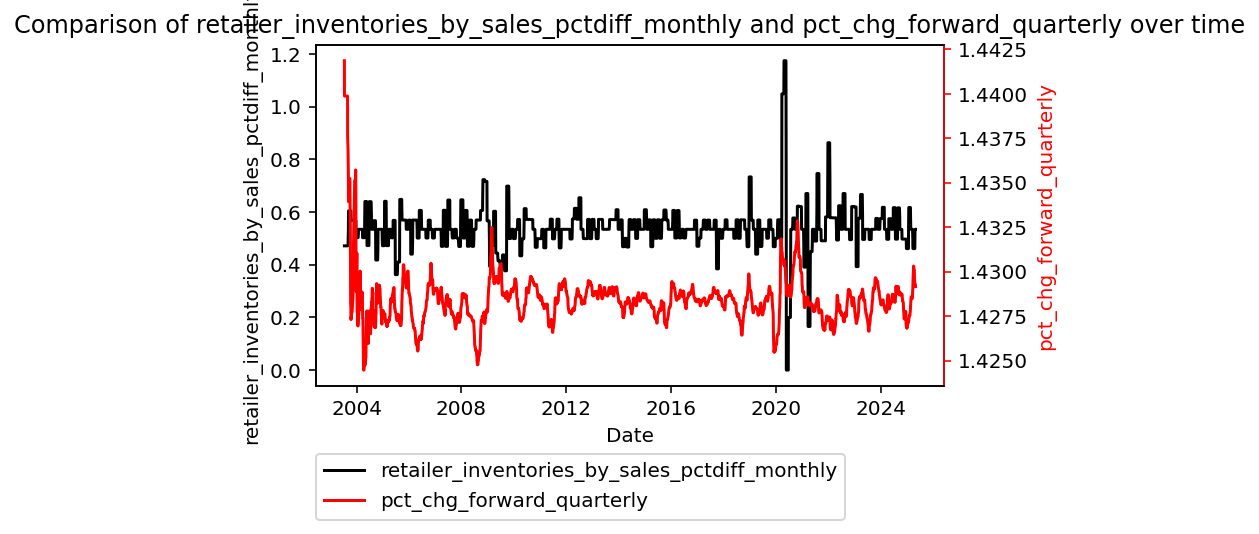 Comparison of retailer_inventories_by_sales_pctdiff_monthly and pct_chg_forward_quarterly over time
retailer_inventories_by_sales_pctdiff_monthly
1.2
1.0
0.8
0.6
0.4
0.2
0.0
1.4425
1.4400
1.4375
1.4350
1.4325
1.4300
1.4275
1.4250
pct_chg_forward_quarterly
2004 2008 2012 2016 2020 2024
Date
retailer_inventories_by_sales_pctdiff_monthly
pct_chg_forward_quarterly